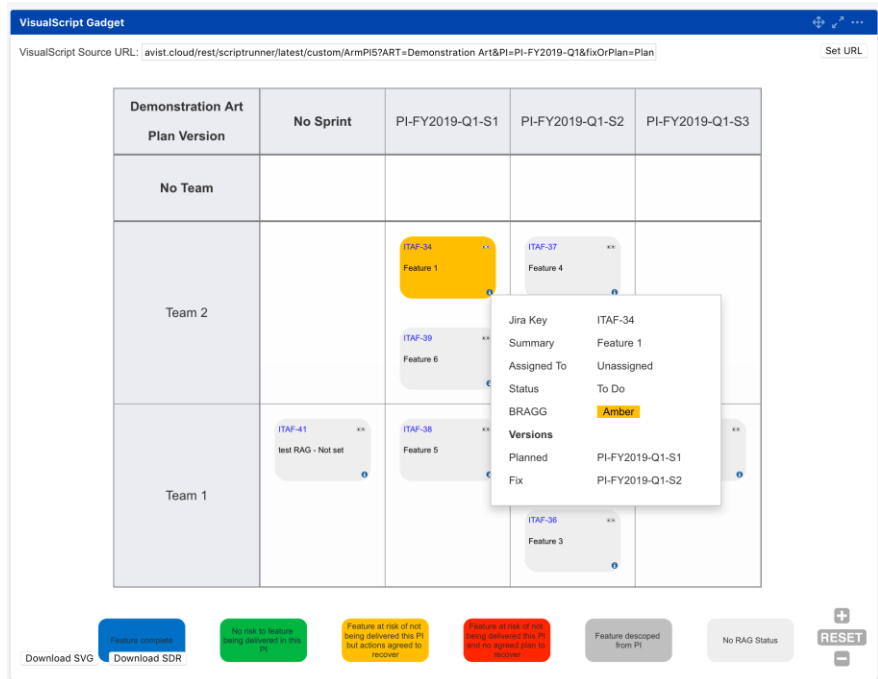 VisualScript Gadget
VisualScript Source URL: avist.cloud/rest/scriptrunner/latest/custom/ArmPI5?ART=Demonstration Art&PI=PI-FY2019-Q1&fixOrPlan=Plan
Set URL
Demonstration Art
Plan Version
No Sprint
PI-FY2019-Q1-S1
PI-FY2019-Q1-S2
PI-FY2019-Q1-S3
No Team
Team 2
ITAF-34
Feature 1
ITAF-37
Feature 4
ITAF-39
Feature 6
Jira Key ITAF-34
Summary Feature 1
Assigned To Unassigned
Status To Do
BRAGG Amber
Versions
Planned PI-FY2019-Q1-S1
Fix PI-FY2019-Q1-S2
Team 1
ITAF-41
test RAG - Not set
ITAF-38
Feature 5
ITAF-36
Feature 3
Feature complete
No risk to feature
being delivered in this
PI
Feature at risk of not
being delivered this PI
but actions agreed to
recover
Feature at risk of not
being delivered this PI
and no agreed plan to
recover
Feature descoped
from PI
No RAG Status
RESET
Download SVG
Download SDR